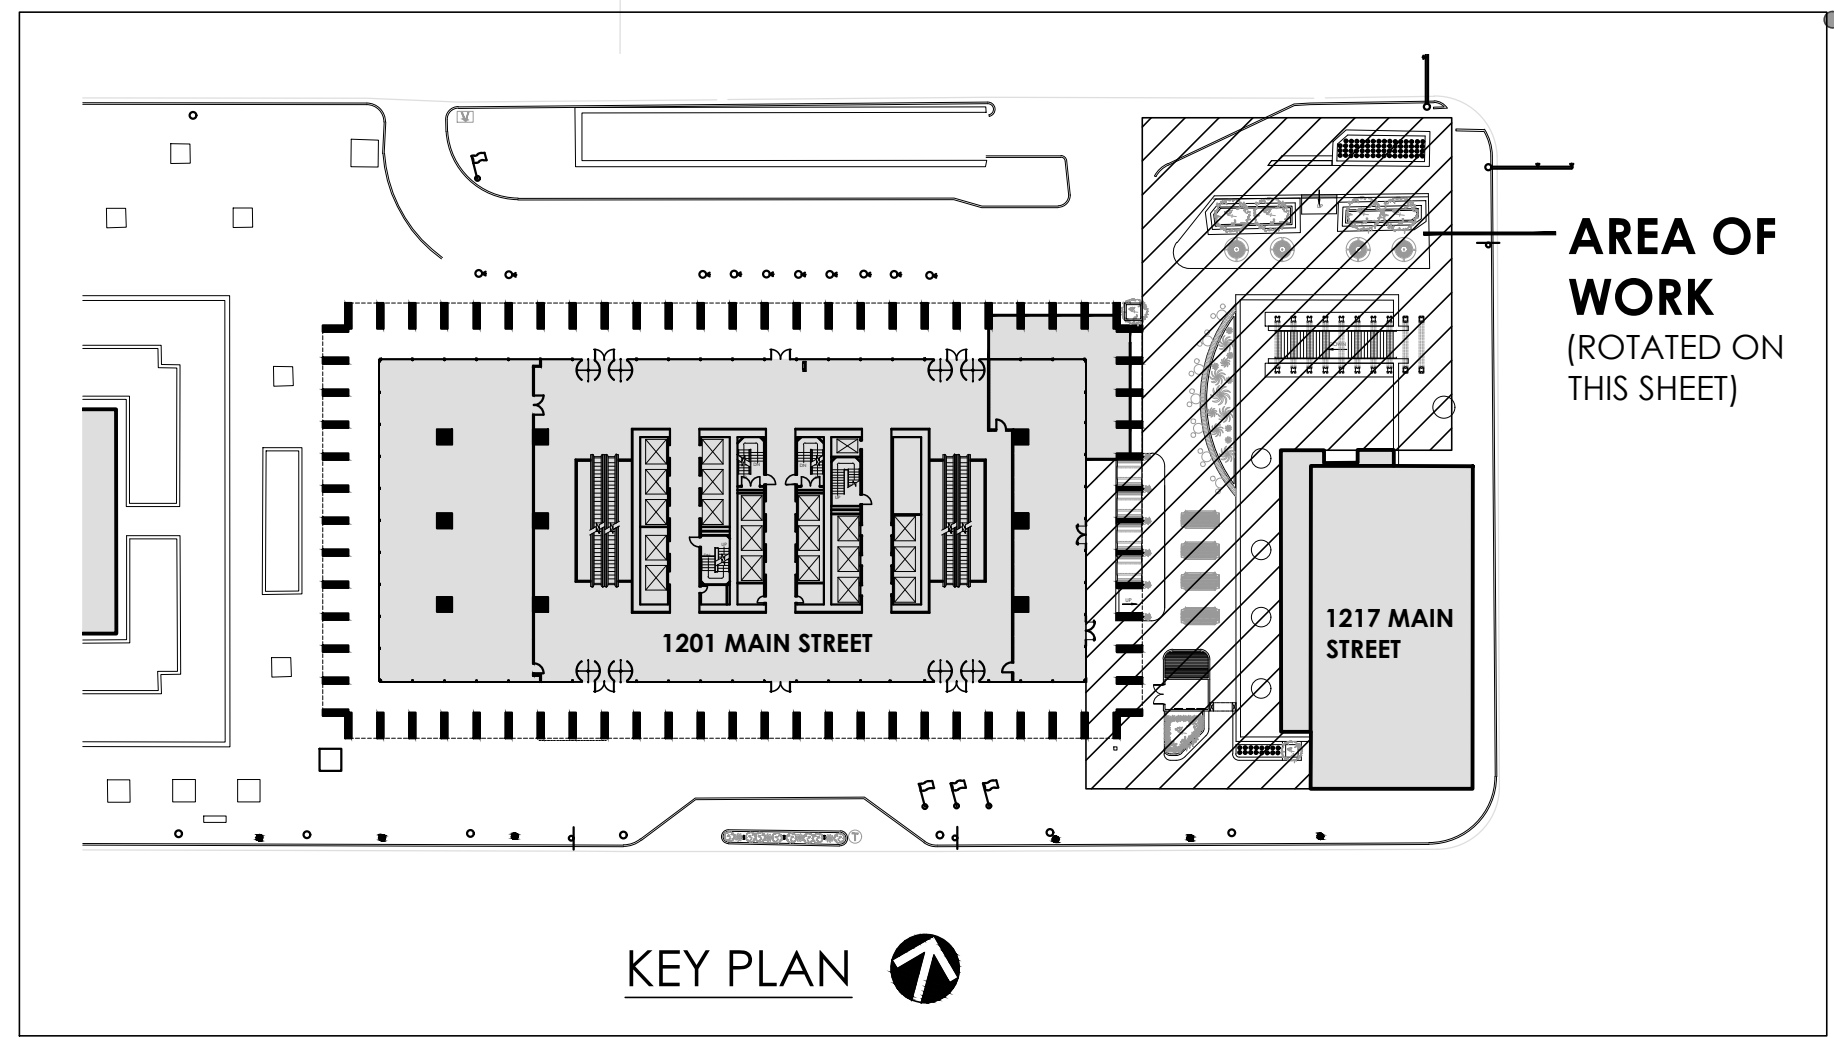 AREA OF
WORK
(ROTATED ON
THIS SHEET)
1217 MAIN
STREET
1201 MAIN STREET
KEY PLAN